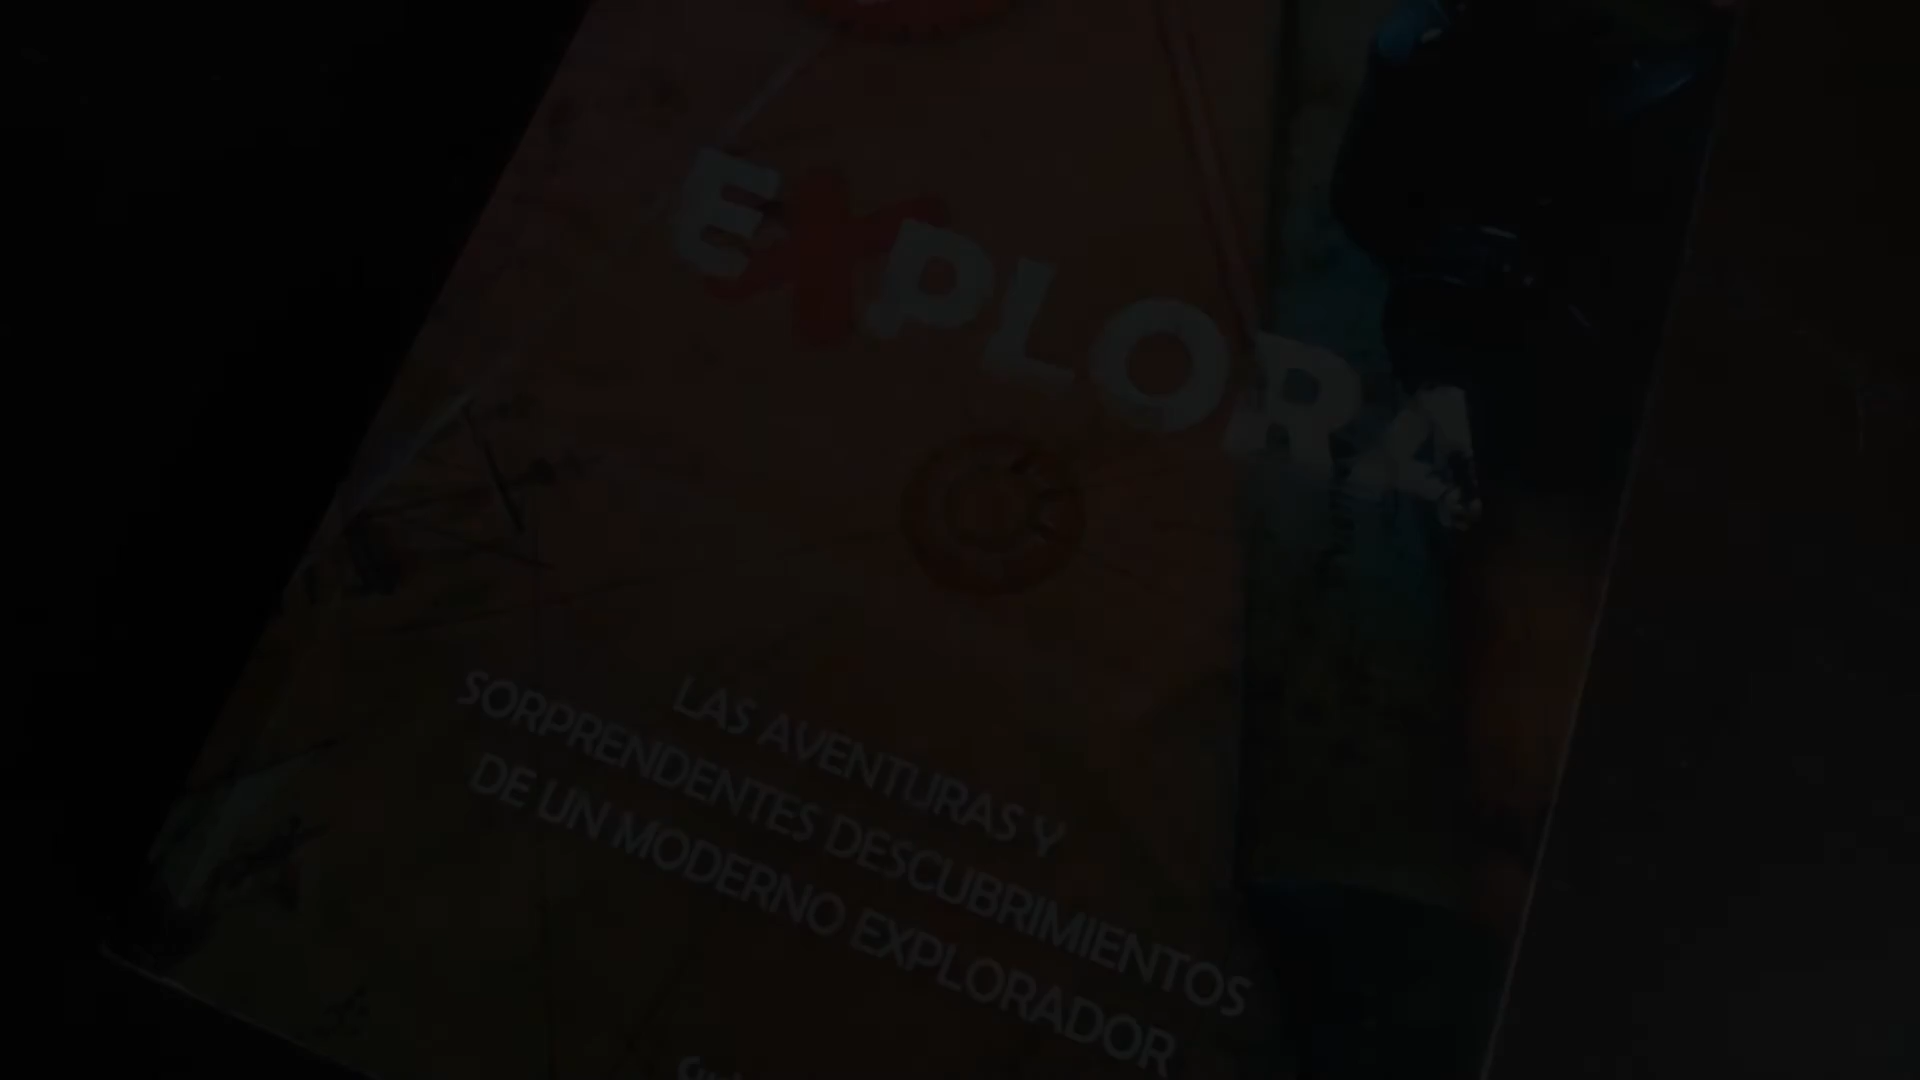 EXPLORA
LAS AVENTURAS Y
SORPRENDENTES DESCUBRIMIENTOS
DE UN MODERNO EXPLORADOR